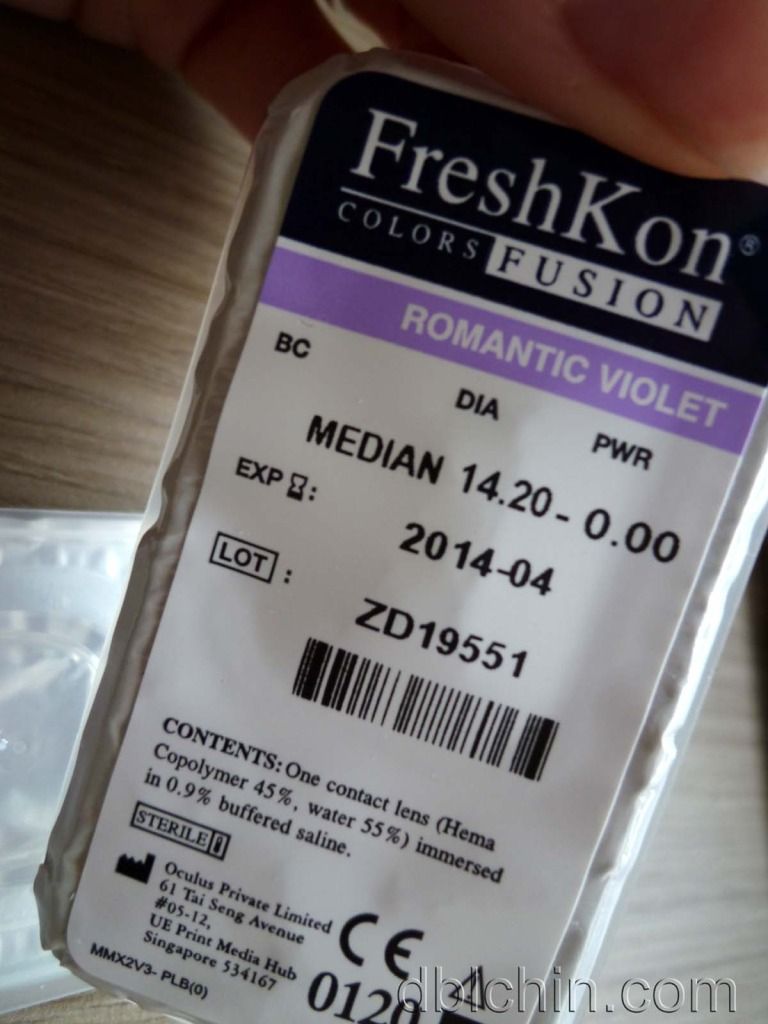 FreshKon®
COLORS FUSION
ROMANTIC VIOLET
BC DIA PWR
MEDIAN 14.20 - 0.00
EXP : 2014-04
LOT : ZD19551
CONTENTS: One contact lens (Hema
Copolymer 45%, water 55%) immersed
in 0.9% buffered saline.
STERILE
Oculus Private Limited
61 Tai Seng Avenue
#05-12,
UE Print Media Hub
Singapore 534167
MMX2V3- PLB(0)
CE
0120
dblchin.com